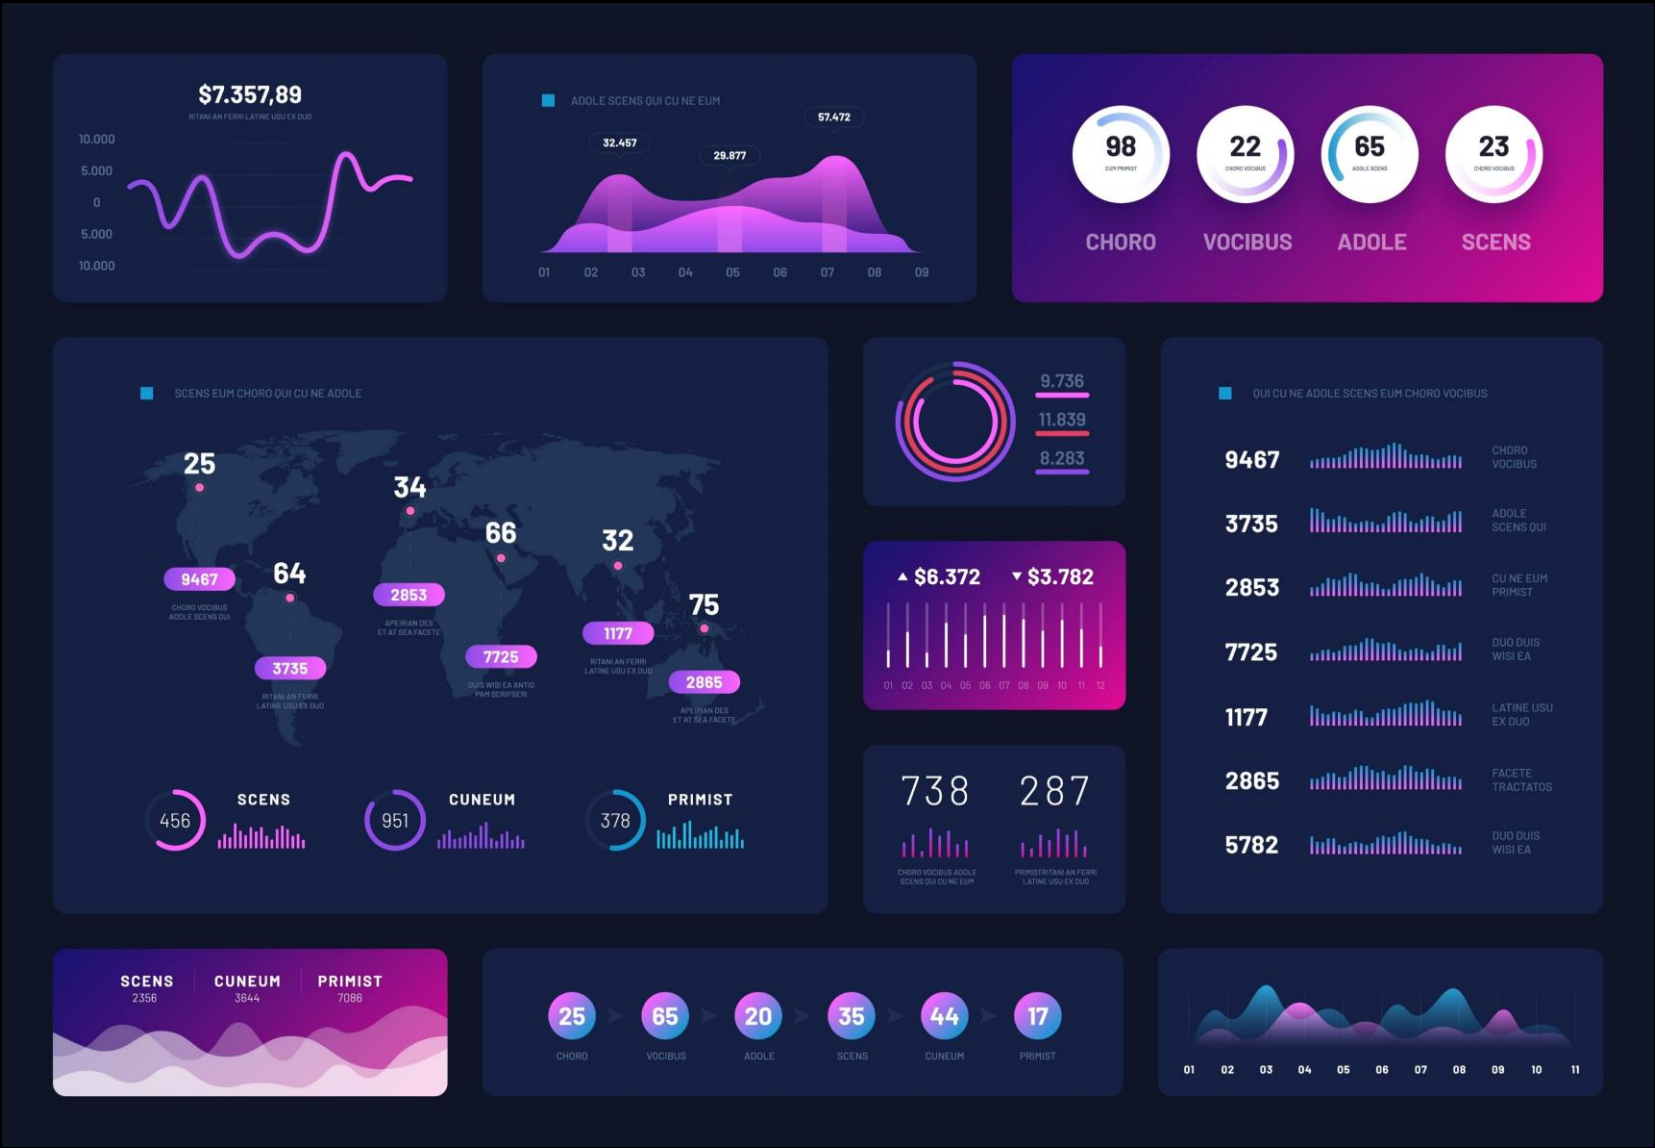 $7.357,89
RITANI AN FERRI LATINE USU EX DUO
10.000
5.000
0
5.000
10.000
ADOLE SCENS QUI CU NE EUM
32.457
29.877
57.472
01 02 03 04 05 06 07 08 09
98
EUM PRIMIST
CHORO
22
CHORO VOCIBUS
VOCIBUS
65
ADOLE SCENS
ADOLE
23
CHORO VOCIBUS
SCENS
SCENS EUM CHORO QUI CU NE ADOLE
25
9467
CHORO VOCIBUS
ADOLE SCENS QUI
64
3735
RITANI AN FERRI
LATINE USU EX DUO
34
2853
APEIRIAN DES
ET AT SEA FACETE
66
7725
DUIS WISI EA ANTIO
PAM SCRIPSERI
32
1177
RITANI AN FERRI
LATINE USU EX DUO
75
2865
APEIRIAN DES
ET AT SEA FACETE
456
SCENS
951
CUNEUM
378
PRIMIST
9.736
11.839
8.283
▲ $6.372 ▼ $3.782
01 02 03 04 05 06 07 08 09 10 11 12
738
CHORO VOCIBUS ADOLE
SCENS QUI CU NE EUM
287
PRIMISTRITANI AN FERRI
LATINE USU EX DUO
QUI CU NE ADOLE SCENS EUM CHORO VOCIBUS
9467
CHORO
VOCIBUS
3735
ADOLE
SCENS QUI
2853
CU NE EUM
PRIMIST
7725
DUO DUIS
WISI EA
1177
LATINE USU
EX DUO
2865
FACETE
TRACTATOS
5782
DUO DUIS
WISI EA
SCENS
2356
CUNEUM
3644
PRIMIST
7086
25
CHORO
65
VOCIBUS
20
ADOLE
35
SCENS
44
CUNEUM
17
PRIMIST
01 02 03 04 05 06 07 08 09 10 11